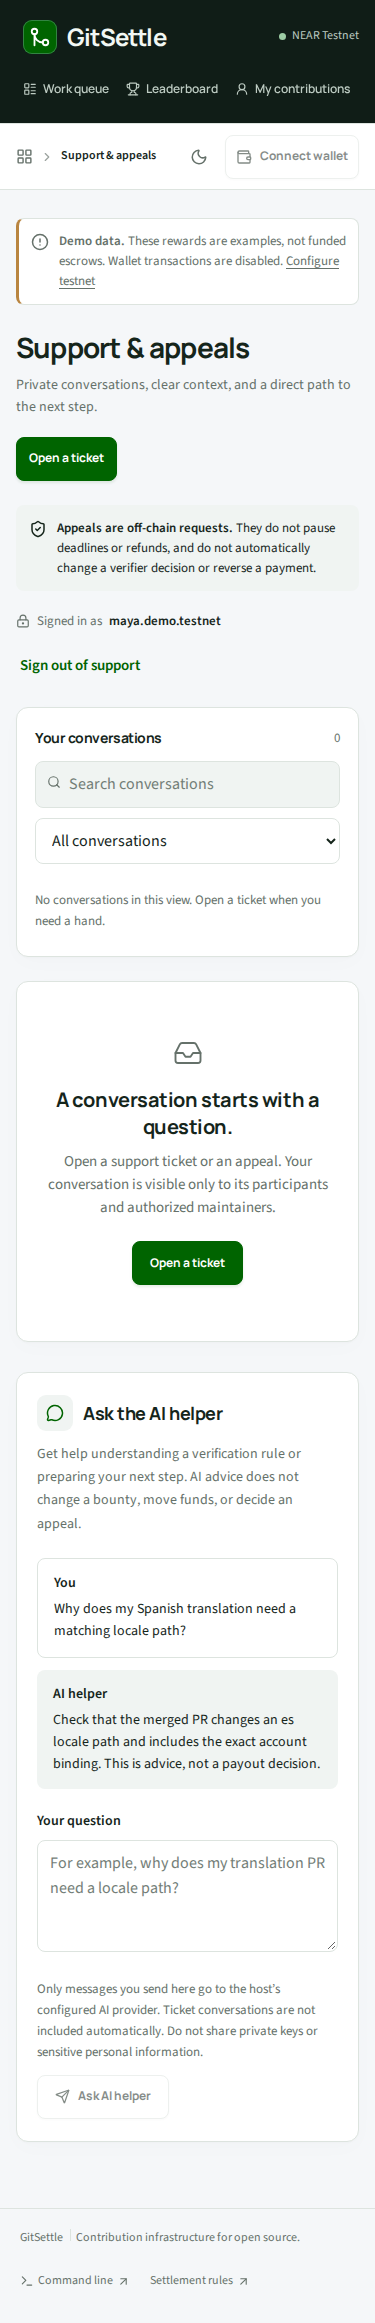 GitSettle
NEAR Testnet
Work queue
Leaderboard
My contributions
Support & appeals
Connect wallet
Demo data. These rewards are examples, not funded
escrows. Wallet transactions are disabled. Configure
testnet
Support & appeals
Private conversations, clear context, and a direct path to
the next step.
Open a ticket
Appeals are off-chain requests. They do not pause
deadlines or refunds, and do not automatically
change a verifier decision or reverse a payment.
Signed in as maya.demo.testnet
Sign out of support
Your conversations
0
Search conversations
All conversations
No conversations in this view. Open a ticket when you
need a hand.
A conversation starts with a
question.
Open a support ticket or an appeal. Your
conversation is visible only to its participants
and authorized maintainers.
Open a ticket
Ask the AI helper
Get help understanding a verification rule or
preparing your next step. AI advice does not
change a bounty, move funds, or decide an
appeal.
You
Why does my Spanish translation need a
matching locale path?
AI helper
Check that the merged PR changes an es
locale path and includes the exact account
binding. This is advice, not a payout decision.
Your question
For example, why does my translation PR
need a locale path?
Only messages you send here go to the host's
configured AI provider. Ticket conversations are not
included automatically. Do not share private keys or
sensitive personal information.
Ask AI helper
GitSettle
Contribution infrastructure for open source.
Command line
Settlement rules